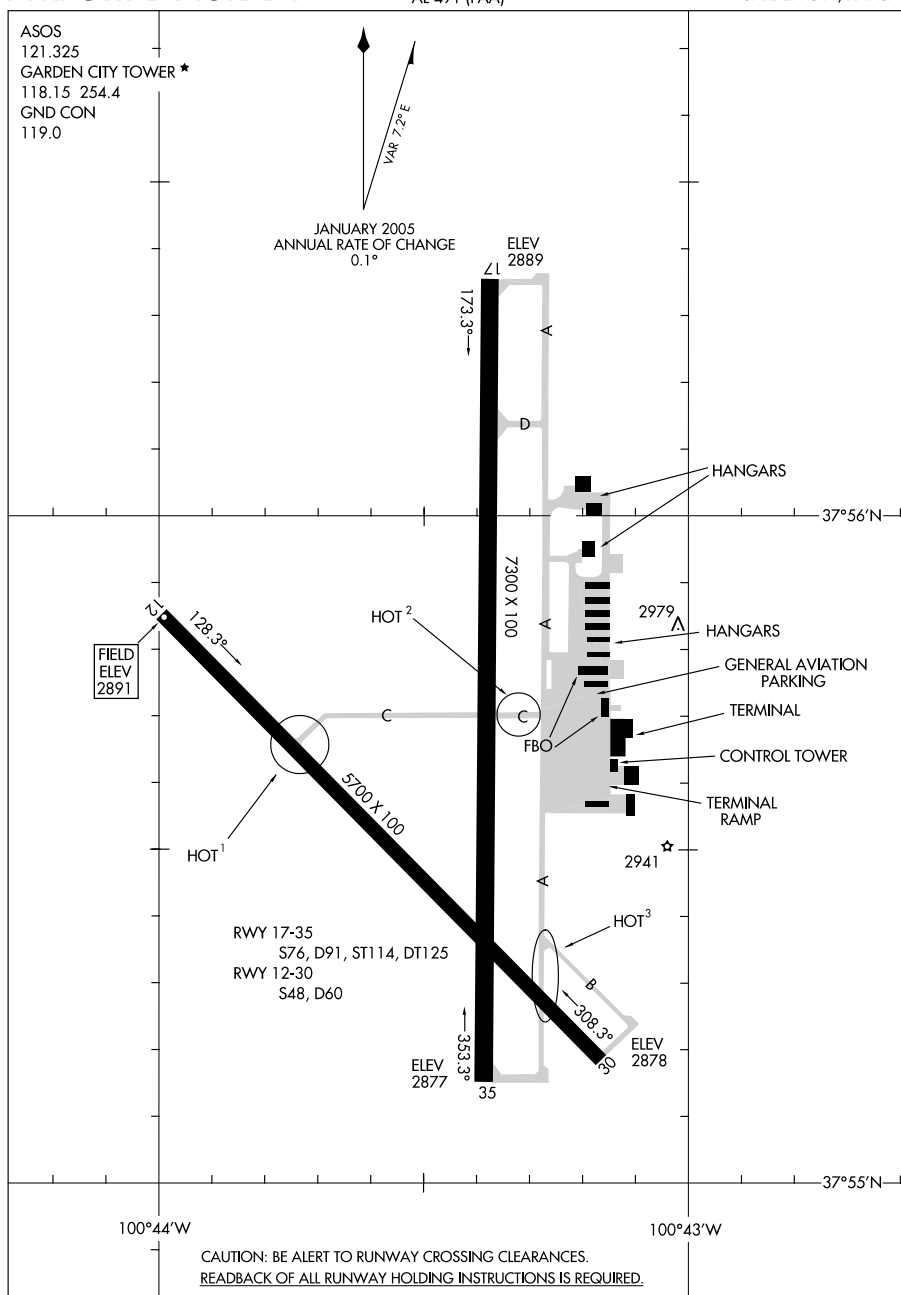 AL-491 (FAA)
ASOS
121.325
GARDEN CITY TOWER
118.15 254.4
GND CON
119.0
VAR 7.2° E
JANUARY 2005
ANNUAL RATE OF CHANGE
0.1°
ELEV
2889
17
173.3°
A
D
HANGARS
37°56'N
7300 X 100
12
128.3°
HOT 2
A
2979
HANGARS
FIELD
ELEV
2891
GENERAL AVIATION
PARKING
C
C
TERMINAL
FBO
CONTROL TOWER
5700 X 100
TERMINAL
RAMP
HOT 1
2941
A
HOT 3
RWY 17-35
S76, D91, ST114, DT125
RWY 12-30
S48, D60
B
308.3°
353.3°
ELEV
2878
30
ELEV
2877
35
37°55'N
100°44'W
100°43'W
CAUTION: BE ALERT TO RUNWAY CROSSING CLEARANCES.
READBACK OF ALL RUNWAY HOLDING INSTRUCTIONS IS REQUIRED.